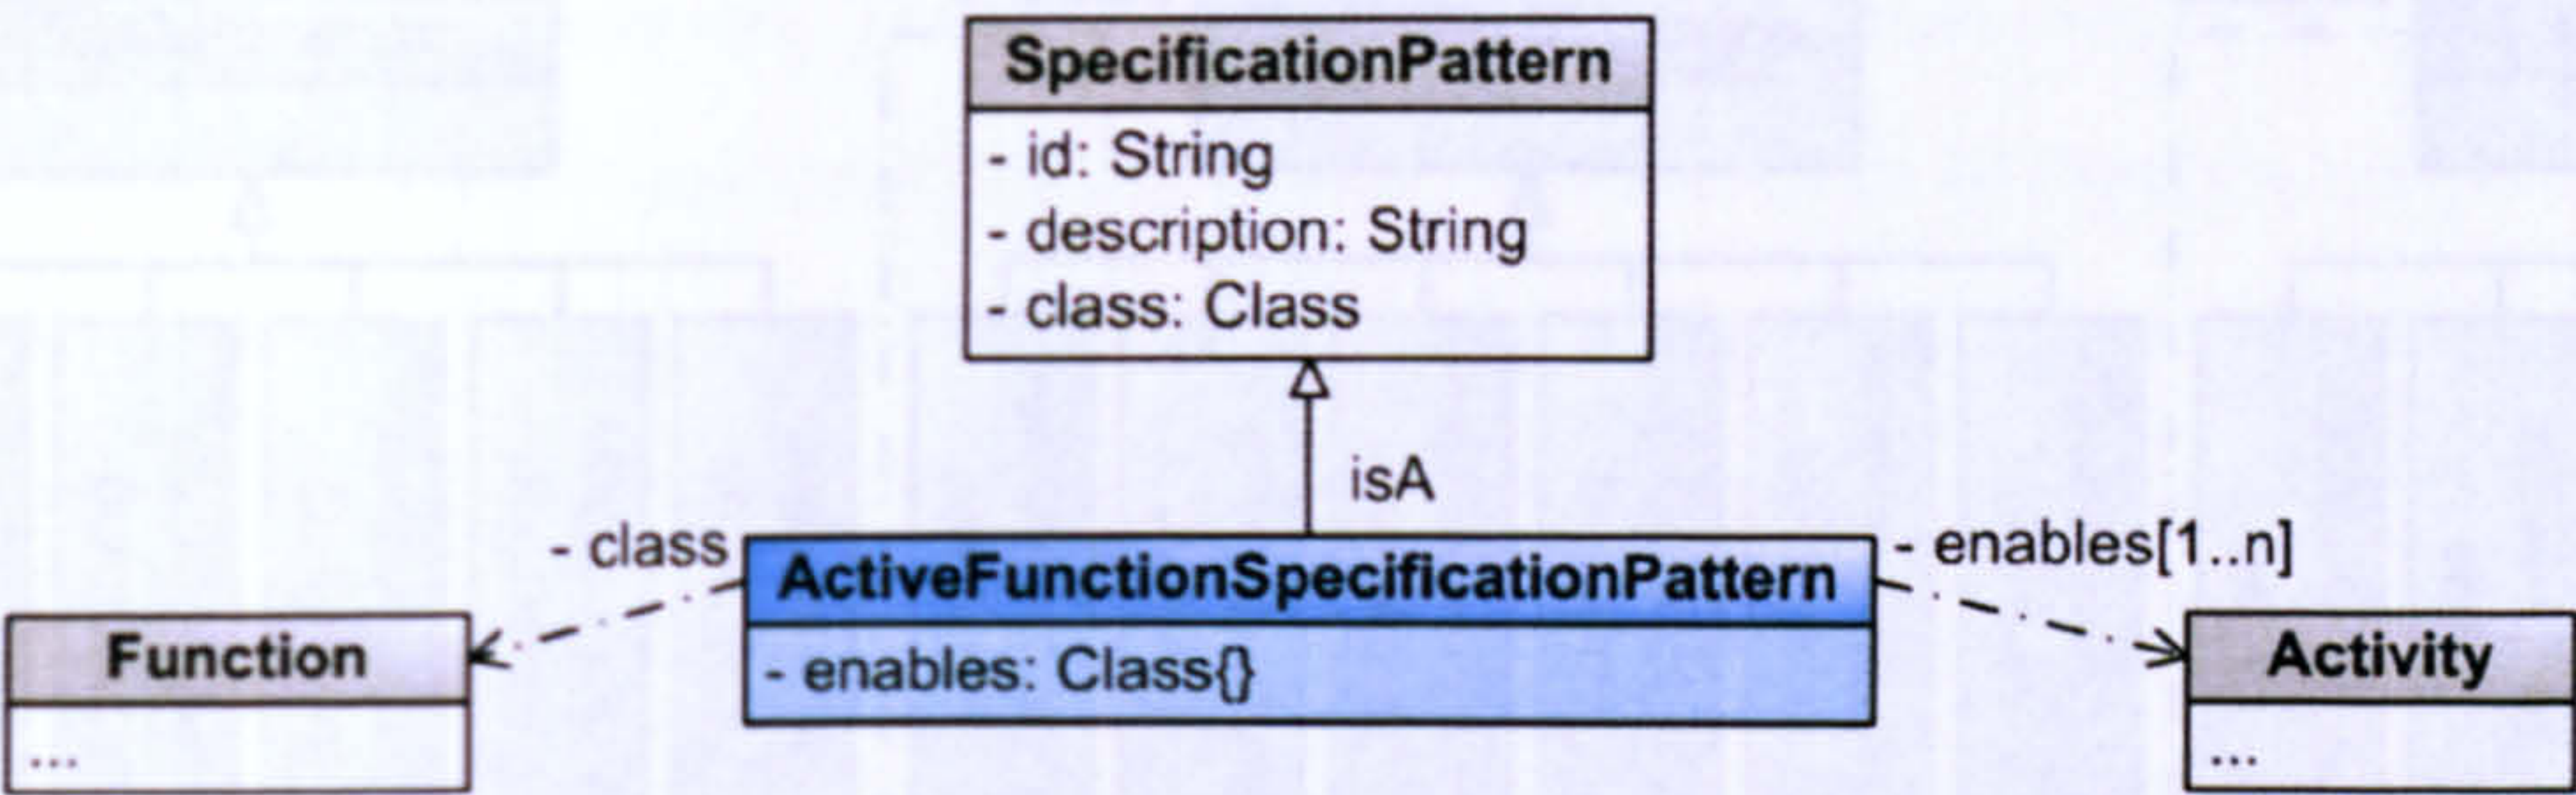 SpecificationPattern
- id: String
- description: String
- class: Class
isA
- class
ActiveFunctionSpecificationPattern
- enables[1..n]
- enables: Class{}
Function
...
Activity
...